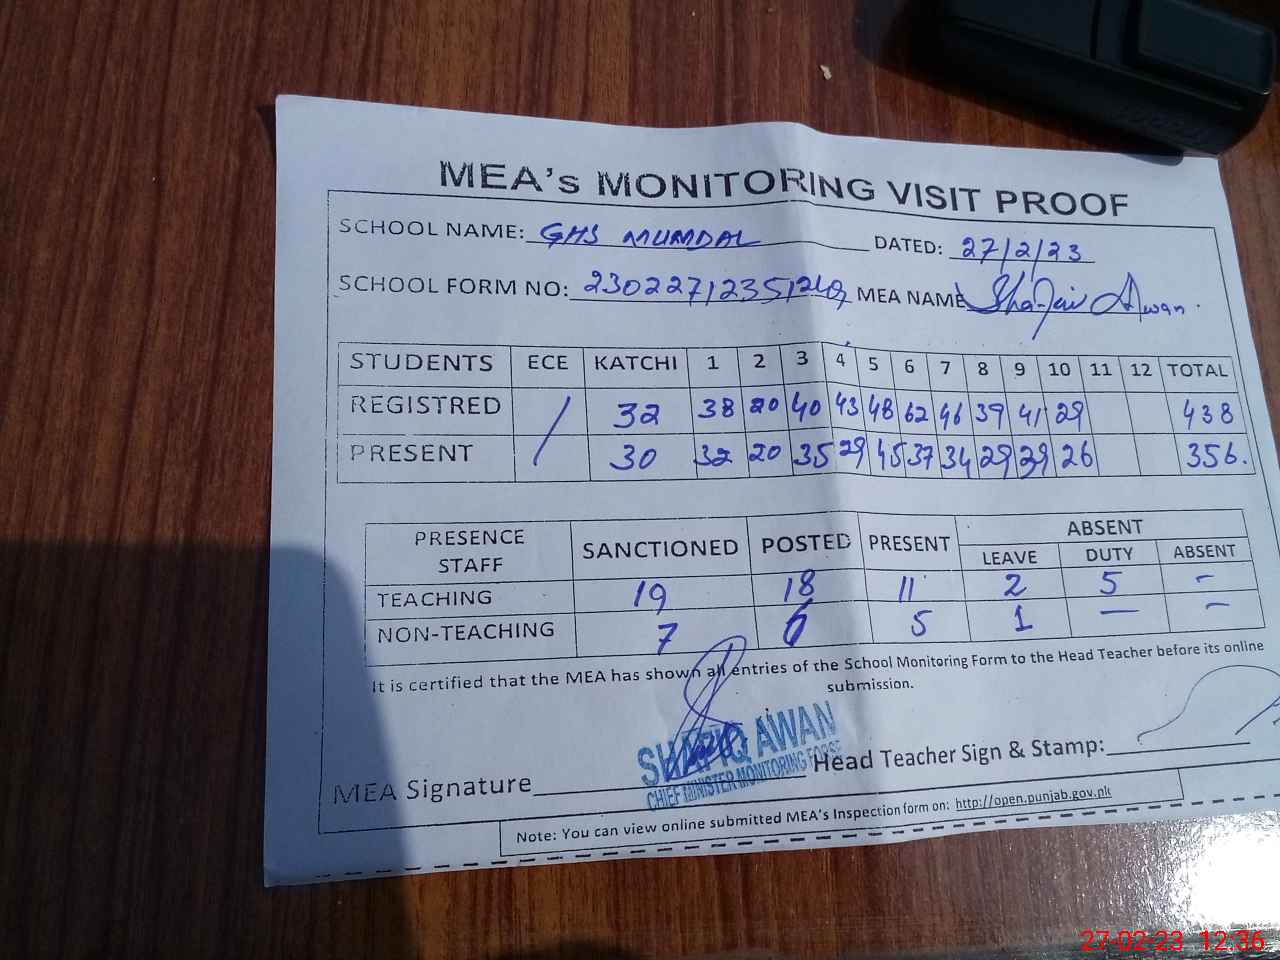 MEA's MONITORING VISIT PROOF
SCHOOL NAME: GHS MUMDAL DATED: 27/2/23
SCHOOL FORM NO: MEA NAME Shafqi Awan
STUDENTS ECE KATCHI 1 2 3 4 5 6 7 8 9 10 11 12 TOTAL
REGISTRED / 32 38 20 40 43 48 62 46 39 41 29 438
PRESENT 30 32 20 35 29 45 37 34 29 39 26 356.
PRESENCE STAFF SANCTIONED POSTED PRESENT ABSENT
LEAVE DUTY ABSENT
TEACHING 19 18 11 2 5 –
NON-TEACHING 7 6 5 1 — –
It is certified that the MEA has shown all entries of the School Monitoring Form to the Head Teacher before its online
submission.
SHAFIQ AWAN
CHIEF MINISTER MONITORING FORSE
MEA Signature Head Teacher Sign & Stamp:
Note: You can view online submitted MEA's Inspection form on: http://open.punjab.gov.pk
27-02-23 12:36